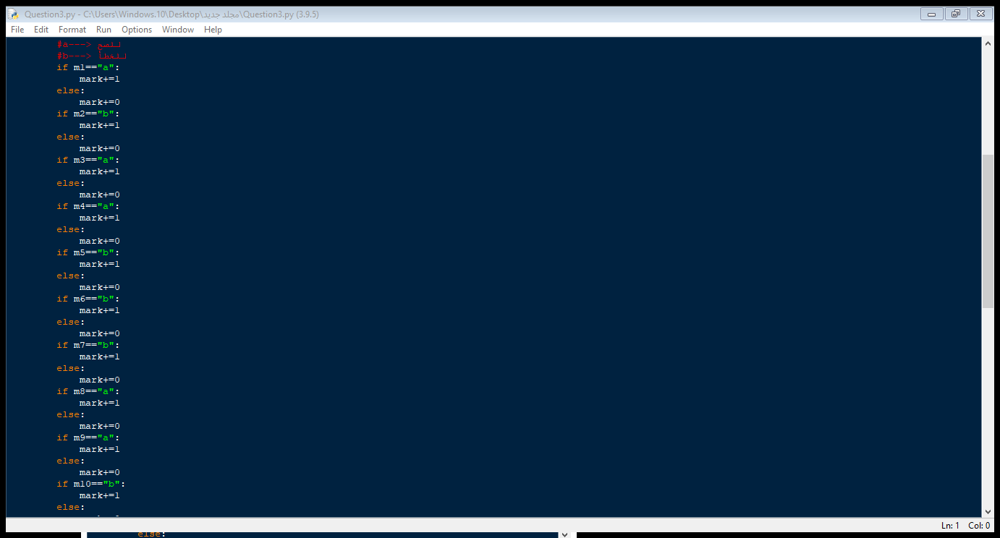 Question3.py - C:\Users\Windows.10\Desktop\مجلد جديد\Question3.py (3.9.5)
File Edit Format Run Options Window Help
#a---> للصح
#b---> للخطأ
if m1=="a":
mark+=1
else:
mark+=0
if m2=="b":
mark+=1
else:
mark+=0
if m3=="a":
mark+=1
else:
mark+=0
if m4=="a":
mark+=1
else:
mark+=0
if m5=="b":
mark+=1
else:
mark+=0
if m6=="b":
mark+=1
else:
mark+=0
if m7=="b":
mark+=1
else:
mark+=0
if m8=="a":
mark+=1
else:
mark+=0
if m9=="a":
mark+=1
else:
mark+=0
if m10=="b":
mark+=1
else:
Ln: 1 Col: 0
else: